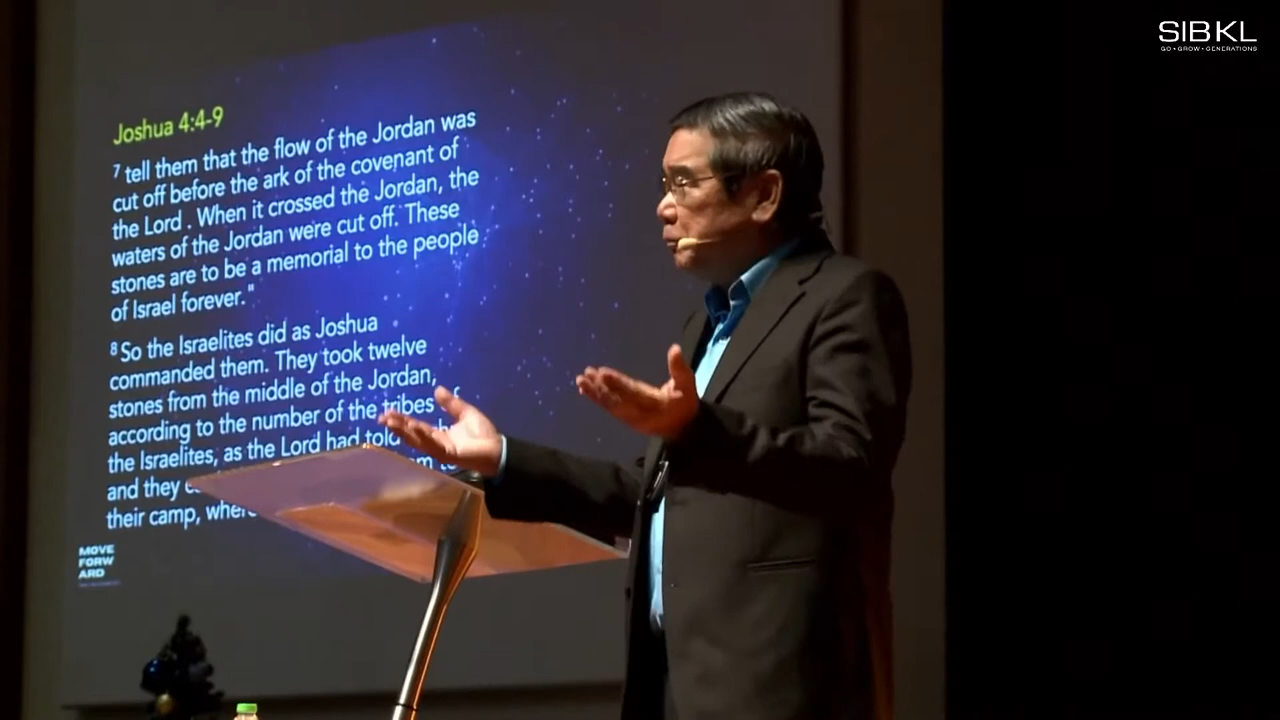 SIBKL
GO • GROW • GENERATIONS
Joshua 4:4-9
7 tell them that the flow of the Jordan was
cut off before the ark of the covenant of
the Lord . When it crossed the Jordan, the
waters of the Jordan were cut off. These
stones are to be a memorial to the people
of Israel forever."
8 So the Israelites did as Joshua
commanded them. They took twelve
stones from the middle of the Jordan,
according to the number of the tribes
the Israelites, as the Lord had told
and they
their camp,
MOVE
FORW
ARD